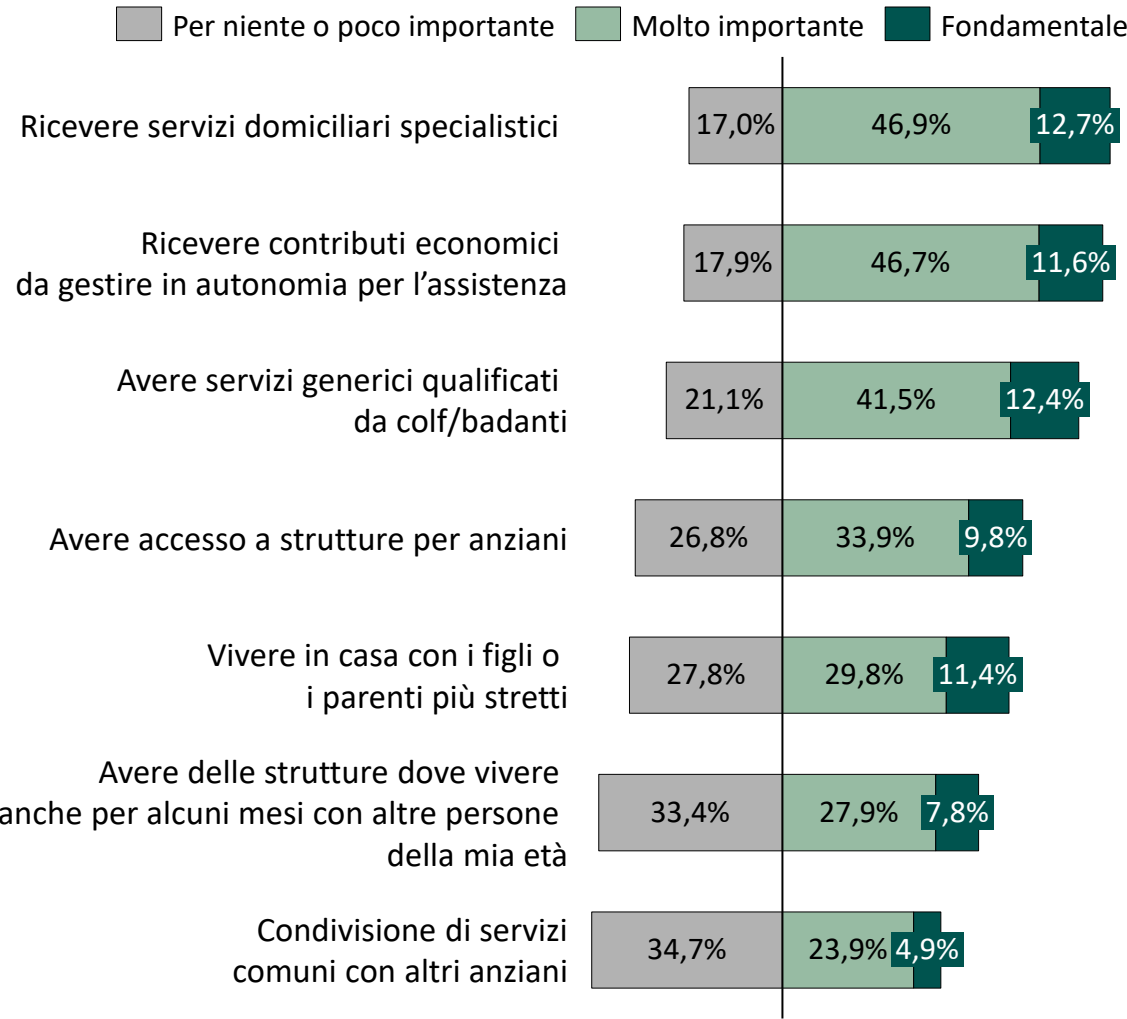 Per niente o poco importante Molto importante Fondamentale
Ricevere servizi domiciliari specialistici 17,0% 46,9% 12,7%
Ricevere contributi economici
da gestire in autonomia per l’assistenza
17,9% 46,7% 11,6%
Avere servizi generici qualificati
da colf/badanti
21,1% 41,5% 12,4%
Avere accesso a strutture per anziani 26,8% 33,9% 9,8%
Vivere in casa con i figli o
i parenti più stretti
27,8% 29,8% 11,4%
Avere delle strutture dove vivere
anche per alcuni mesi con altre persone
della mia età
33,4% 27,9% 7,8%
Condivisione di servizi
comuni con altri anziani
34,7% 23,9% 4,9%